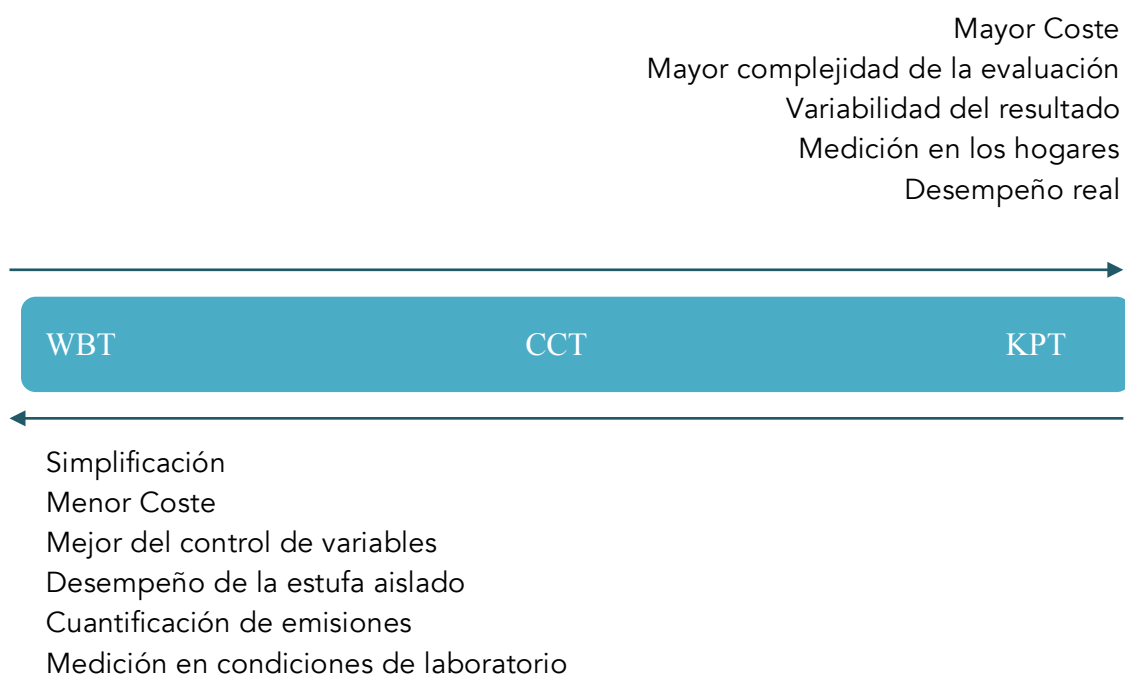 Mayor Coste
Mayor complejidad de la evaluación
Variabilidad del resultado
Medición en los hogares
Desempeño real
WBT CCT KPT
Simplificación
Menor Coste
Mejor del control de variables
Desempeño de la estufa aislado
Cuantificación de emisiones
Medición en condiciones de laboratorio